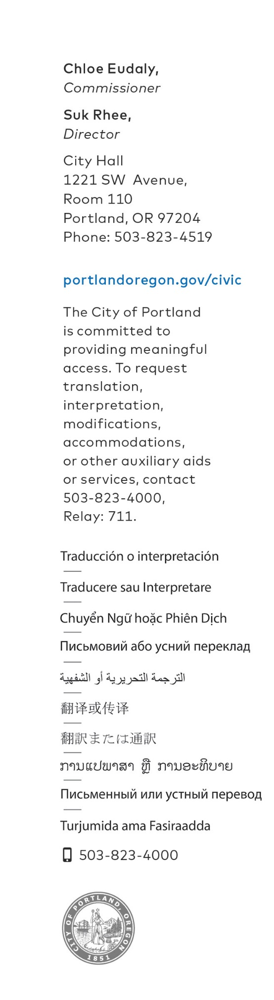 Chloe Eudaly,
Commissioner
Suk Rhee,
Director
City Hall
1221 SW  Avenue,
Room 110
Portland, OR 97204
Phone: 503-823-4519
portlandoregon.gov/civic
The City of Portland
is committed to
providing meaningful
access. To request
translation,
interpretation,
modifications,
accommodations,
or other auxiliary aids
or services, contact
503-823-4000,
Relay: 711.
Traducción o interpretación
Traducere sau Interpretare
Chuyển Ngữ hoặc Phiên Dịch
Письмовий або усний переклад
الترجمة التحريرية أو الشفهية
翻译或传译
翻訳または通訳
ການແປພາສາ ຫຼື ການອະທິບາຍ
Письменный или устный перевод
Turjumida ama Fasiraadda
503-823-4000
CITY OF PORTLAND, OREGON
1851